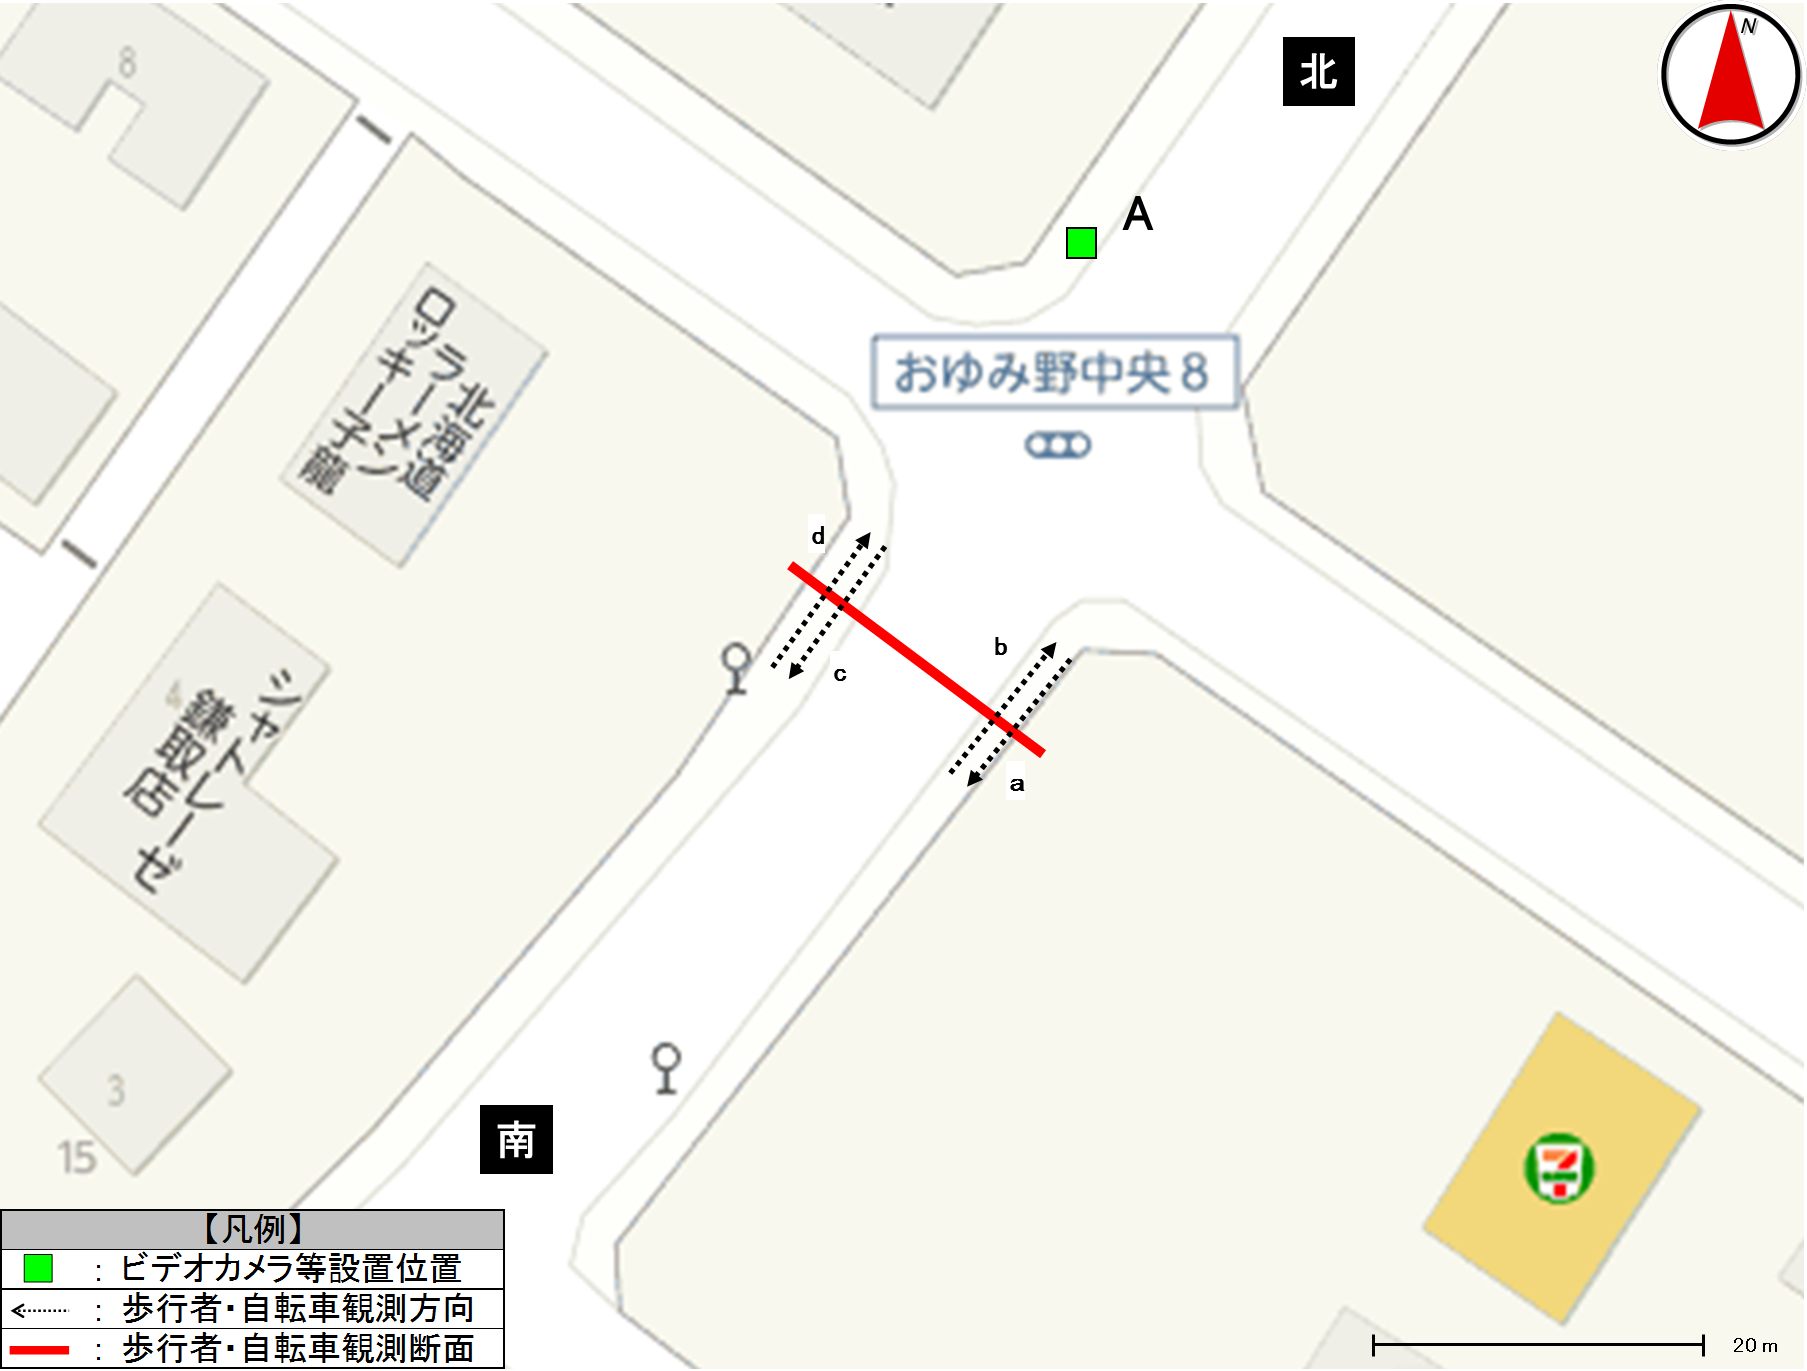 N
北
8
A
北海道
ラーメン
ロッキー子龍
おゆみ野中央8
d
b
c
a
4
シャトレーゼ
鎌取店
南
3
15
【凡例】
： ビデオカメラ等設置位置
： 歩行者・自転車観測方向
： 歩行者・自転車観測断面
7
20 m